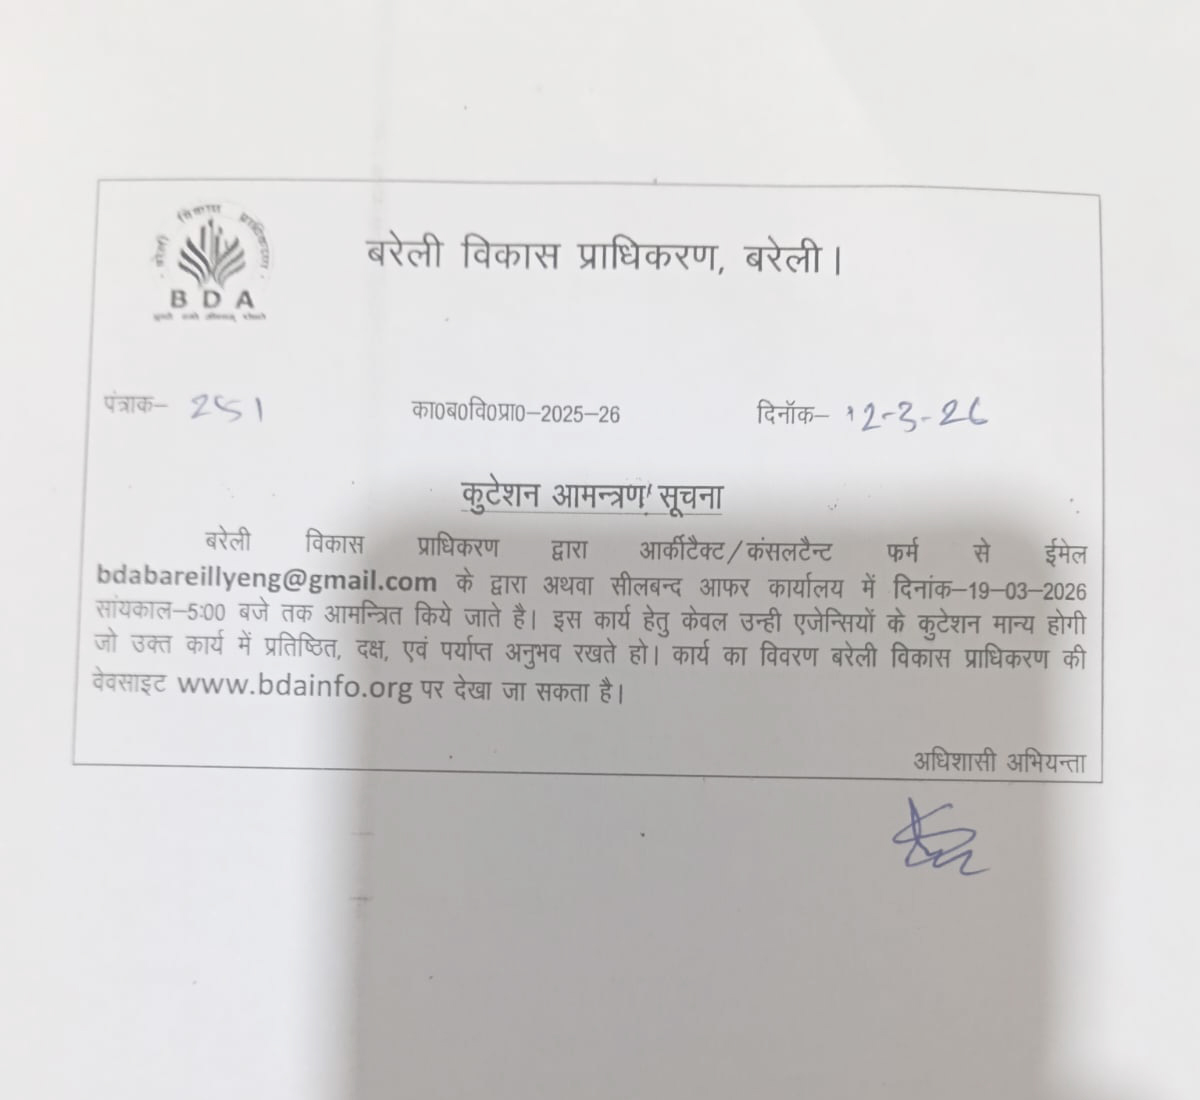 बरेली विकास प्राधिकरण
BDA
बरेली विकास प्राधिकरण, बरेली।
पंत्राक– 251 का0ब0वि0प्रा0–2025–26 दिनॉक– 12-3-26
कुटेशन आमन्त्रण सूचना
बरेली विकास प्राधिकरण द्वारा आर्कीटैक्ट/कंसलटैन्ट फर्म से ईमेल
bdabareillyeng@gmail.com के द्वारा अथवा सीलबन्द आफर कार्यालय में दिनांक–19–03–2026
सांयकाल–5:00 बजे तक आमन्त्रित किये जाते है। इस कार्य हेतु केवल उन्ही एजेन्सियों के कुटेशन मान्य होगी
जो उक्त कार्य में प्रतिष्ठित, दक्ष, एवं पर्याप्त अनुभव रखते हो। कार्य का विवरण बरेली विकास प्राधिकरण की
वेवसाइट www.bdainfo.org पर देखा जा सकता है।
अधिशासी अभियन्ता